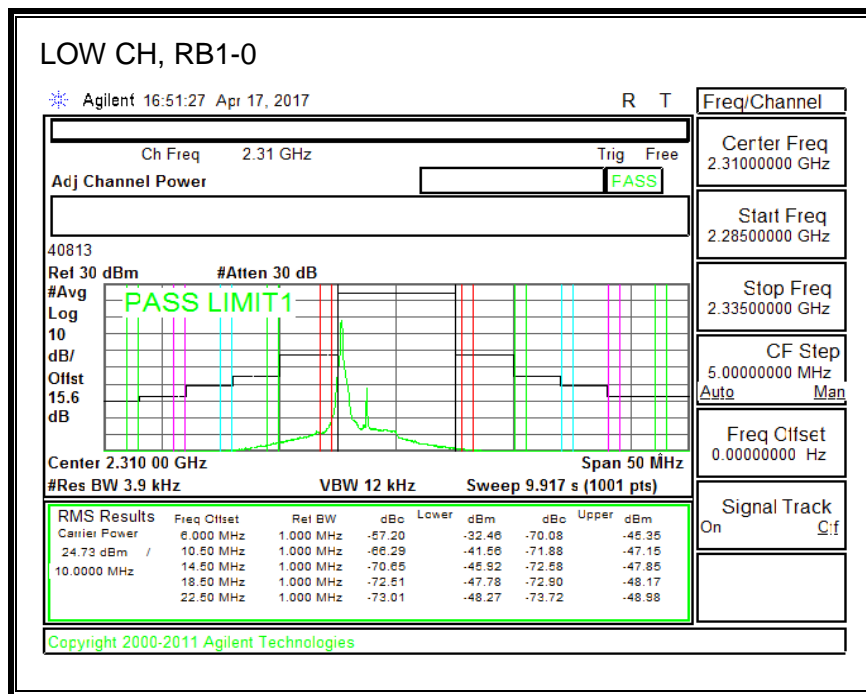 LOW CH, RB1-0
Agilent 16:51:27 Apr 17, 2017 R T
Freq/Channel
Ch Freq 2.31 GHz Trig Free
Adj Channel Power PASS
Center Freq
2.31000000 GHz
Start Freq
2.28500000 GHz
Stop Freq
2.33500000 GHz
CF Step
5.00000000 MHz
Auto Man
Freq Offset
0.00000000 Hz
Signal Track
On Off
40813
Ref 30 dBm #Atten 30 dB
#Avg
Log
10
dB/
Offst
15.6
dB
PASS LIMIT1
Center 2.310 00 GHz Span 50 MHz
#Res BW 3.9 kHz VBW 12 kHz Sweep 9.917 s (1001 pts)
RMS Results Freq Offset Ref BW dBc Lower dBm dBc Upper dBm
Carrier Power 6.000 MHz 1.000 MHz -57.20 -32.46 -70.08 -45.35
24.73 dBm / 10.50 MHz 1.000 MHz -66.29 -41.56 -71.88 -47.15
10.0000 MHz 14.50 MHz 1.000 MHz -70.65 -45.92 -72.58 -47.85
18.50 MHz 1.000 MHz -72.51 -47.78 -72.90 -48.17
22.50 MHz 1.000 MHz -73.01 -48.27 -73.72 -48.98
Copyright 2000-2011 Agilent Technologies